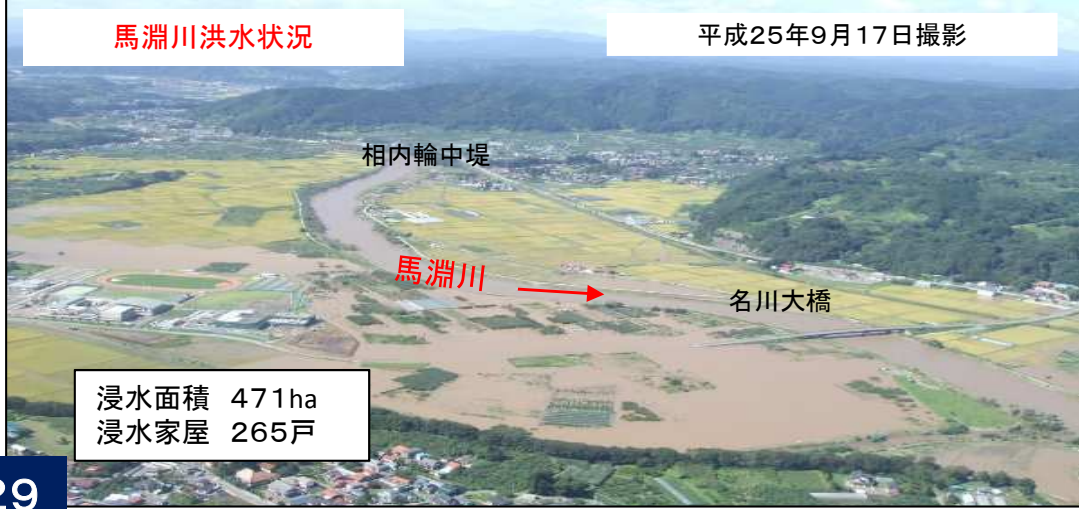 馬淵川洪水状況
平成25年9月17日撮影
相内輪中堤
馬淵川
名川大橋
浸水面積 471ha
浸水家屋 265戸
29